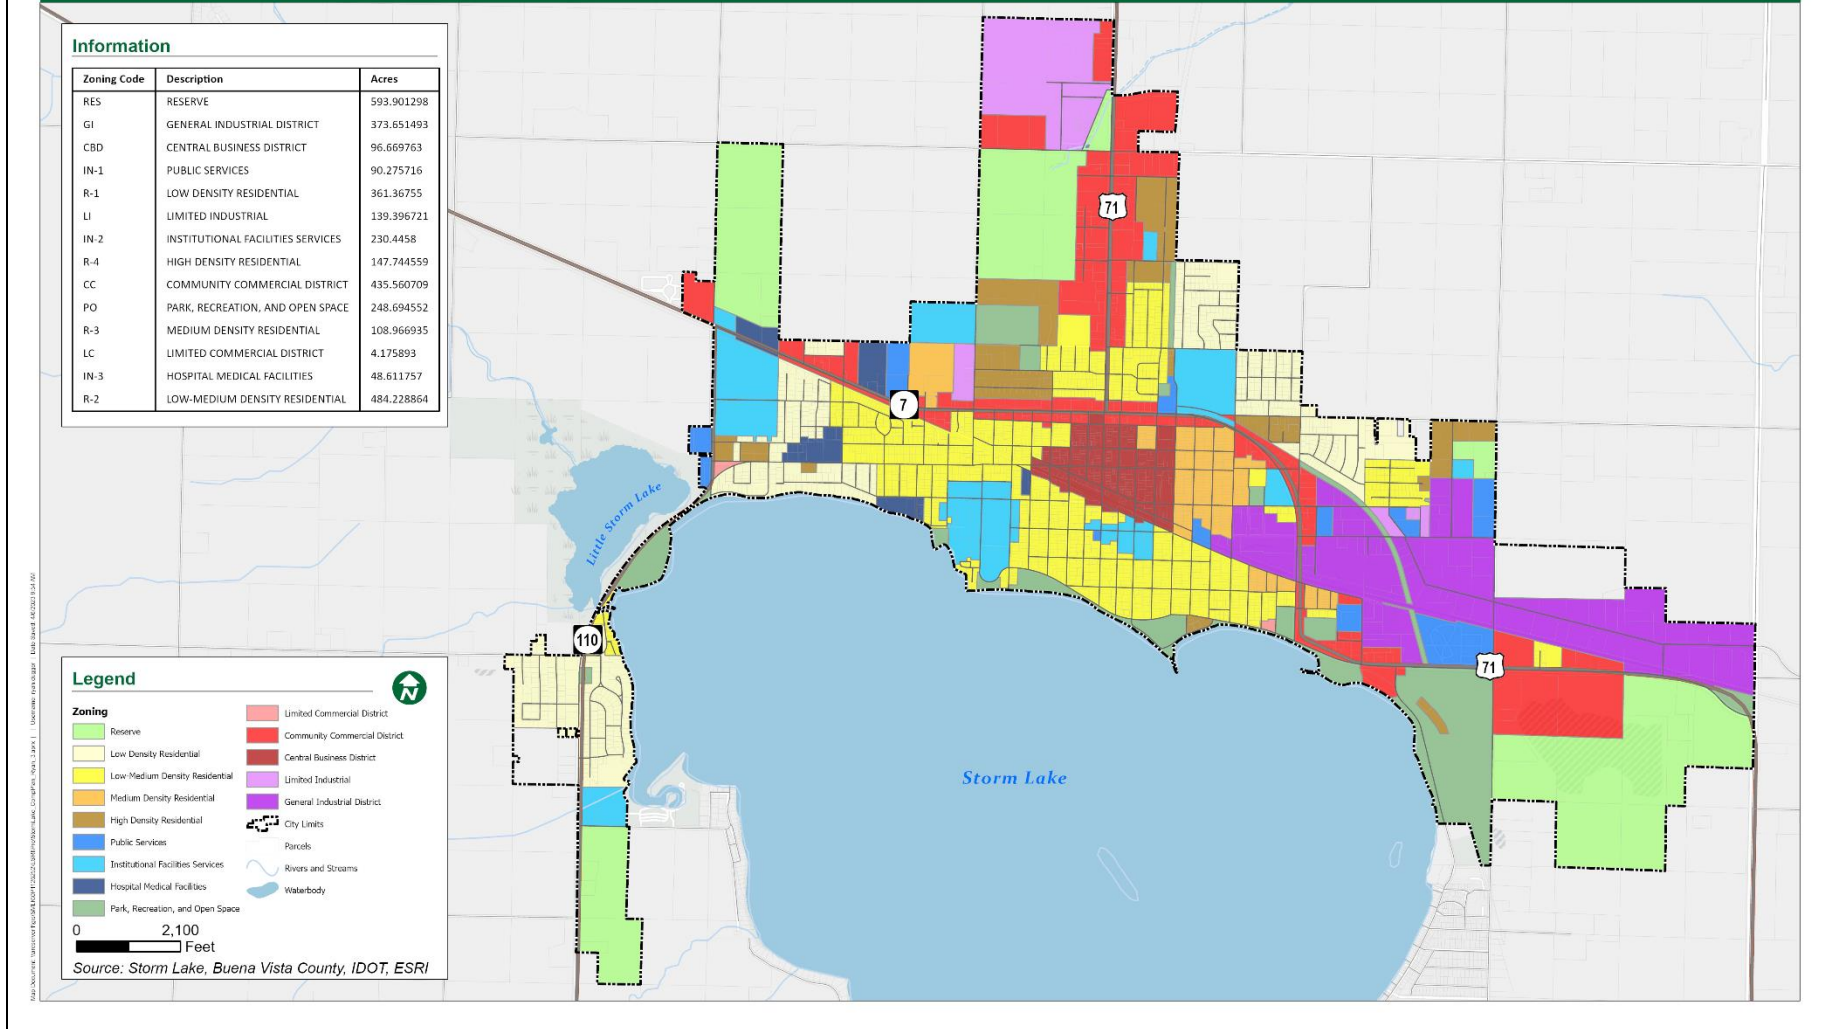 Information
Zoning Code Description Acres
RES RESERVE 593.901298
GI GENERAL INDUSTRIAL DISTRICT 373.651493
CBD CENTRAL BUSINESS DISTRICT 96.669763
IN-1 PUBLIC SERVICES 90.275716
R-1 LOW DENSITY RESIDENTIAL 361.36755
LI LIMITED INDUSTRIAL 139.396721
IN-2 INSTITUTIONAL FACILITIES SERVICES 230.4458
R-4 HIGH DENSITY RESIDENTIAL 147.744559
CC COMMUNITY COMMERCIAL DISTRICT 435.560709
PO PARK, RECREATION, AND OPEN SPACE 248.694552
R-3 MEDIUM DENSITY RESIDENTIAL 108.966935
LC LIMITED COMMERCIAL DISTRICT 4.175893
IN-3 HOSPITAL MEDICAL FACILITIES 48.611757
R-2 LOW-MEDIUM DENSITY RESIDENTIAL 484.228864
71
7
Little Storm Lake
110
71
Storm Lake
Legend
N
Zoning
Reserve
Low Density Residential
Low-Medium Density Residential
Medium Density Residential
High Density Residential
Public Services
Institutional Facilities Services
Hospital Medical Facilities
Park, Recreation, and Open Space
Limited Commercial District
Community Commercial District
Central Business District
Limited Industrial
General Industrial District
City Limits
Parcels
Rivers and Streams
Waterbody
0 2,100
Feet
Source: Storm Lake, Buena Vista County, IDOT, ESRI